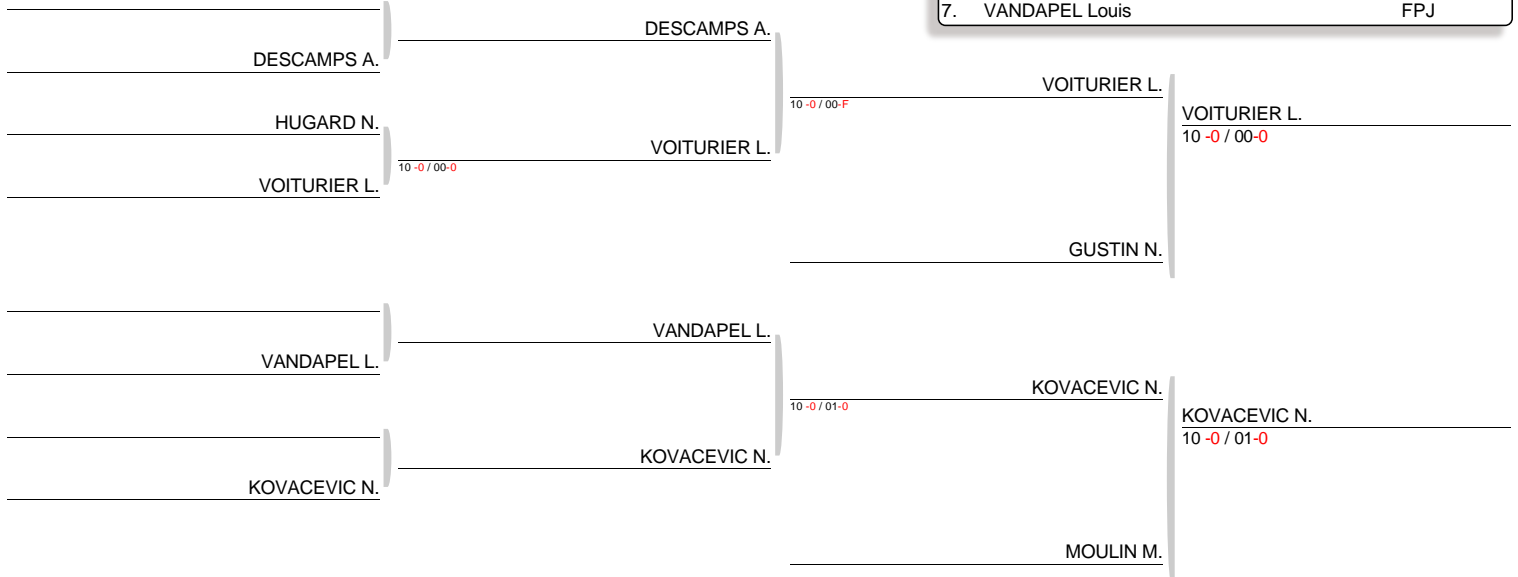 7. VANDAPEL Louis FPJ
DESCAMPS A.
DESCAMPS A.
VOITURIER L.
10 -0 / 00-F
VOITURIER L.
10 -0 / 00-0
HUGARD N.
VOITURIER L.
10 -0 / 00-0
VOITURIER L.
GUSTIN N.
VANDAPEL L.
VANDAPEL L.
KOVACEVIC N.
10 -0 / 01-0
KOVACEVIC N.
10 -0 / 01-0
KOVACEVIC N.
KOVACEVIC N.
MOULIN M.